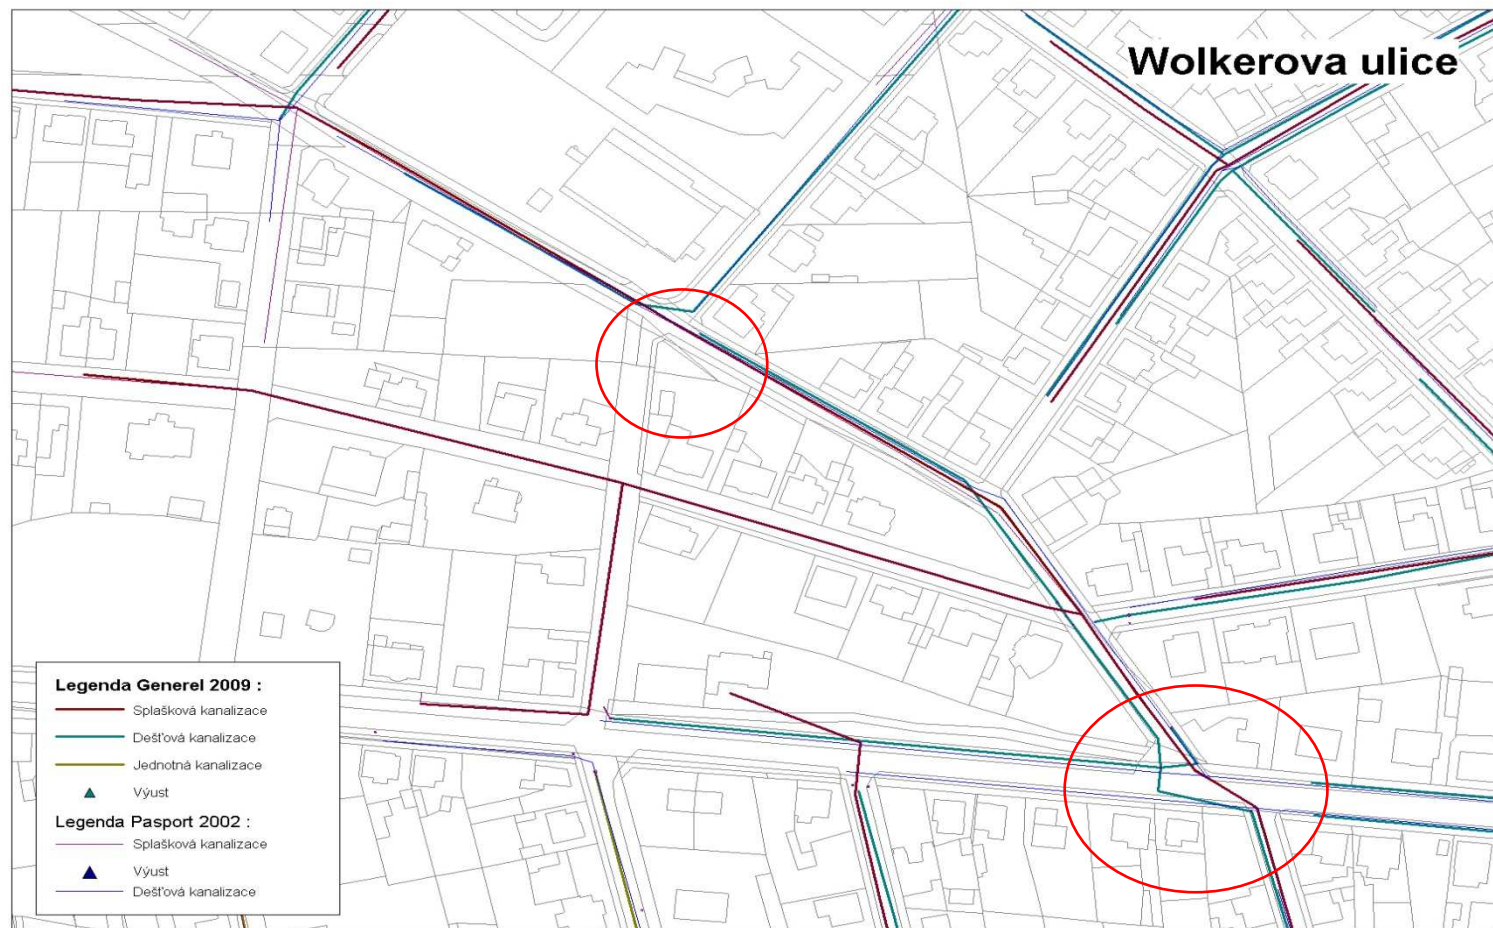 Wolkerova ulice
Legenda Generel 2009 :
Splašková kanalizace
Dešťová kanalizace
Jednotná kanalizace
Výust
Legenda Pasport 2002 :
Splašková kanalizace
Výust
Dešťová kanalizace